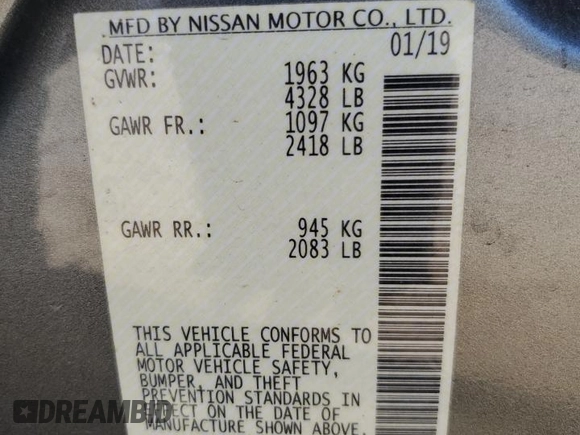 MFD BY NISSAN MOTOR CO., LTD.
DATE: 01/19
GVWR: 1963 KG
4328 LB
GAWR FR.: 1097 KG
2418 LB
GAWR RR.: 945 KG
2083 LB
THIS VEHICLE CONFORMS TO
ALL APPLICABLE FEDERAL
MOTOR VEHICLE SAFETY,
BUMPER, AND THEFT
PREVENTION STANDARDS IN
EFFECT ON THE DATE OF
MANUFACTURE SHOWN ABOVE.
DREAMBID